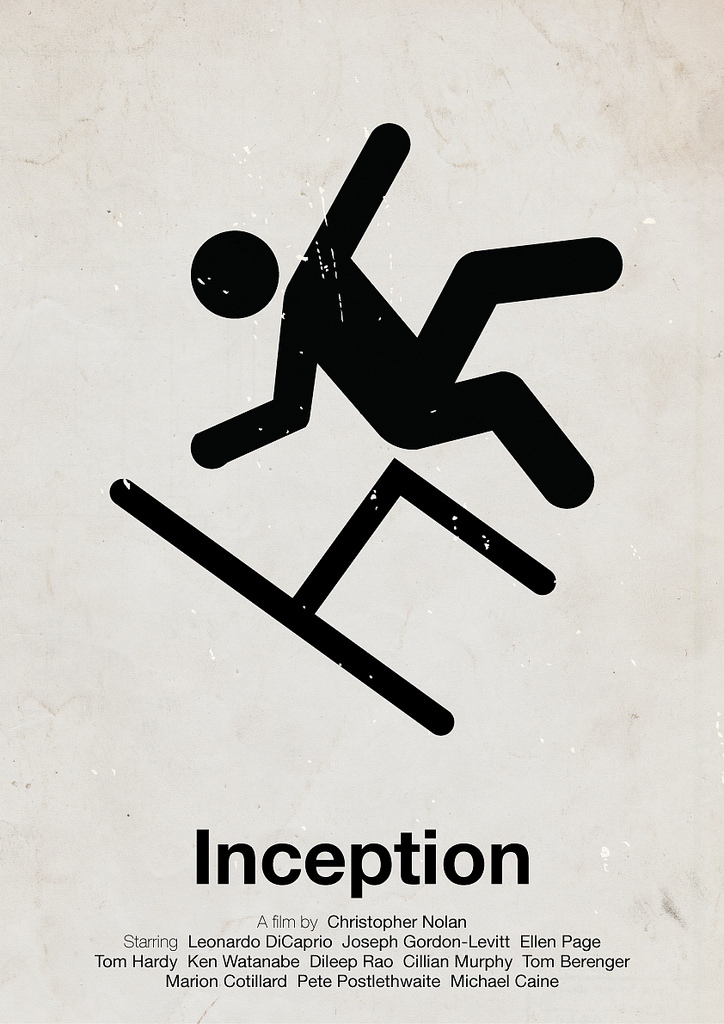 Inception
A film by Christopher Nolan
Starring Leonardo DiCaprio Joseph Gordon-Levitt Ellen Page
Tom Hardy Ken Watanabe Dileep Rao Cillian Murphy Tom Berenger
Marion Cotillard Pete Postlethwaite Michael Caine